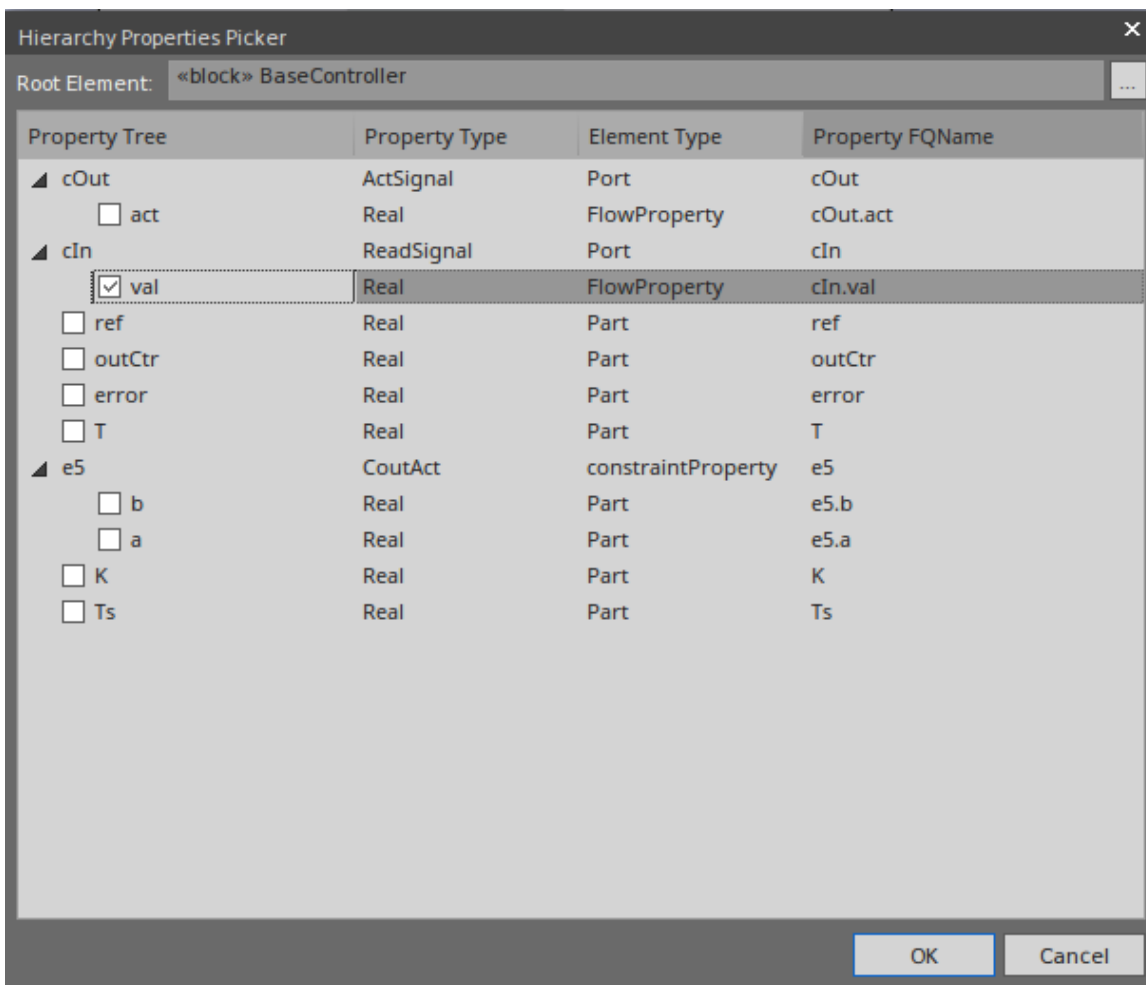 Hierarchy Properties Picker
Root Element: «block» BaseController ...
Property Tree Property Type Element Type Property FQName
cOut ActSignal Port cOut
act Real FlowProperty cOut.act
cIn ReadSignal Port cIn
val Real FlowProperty cIn.val
ref Real Part ref
outCtr Real Part outCtr
error Real Part error
T Real Part T
e5 CoutAct constraintProperty e5
b Real Part e5.b
a Real Part e5.a
K Real Part K
Ts Real Part Ts
OK Cancel